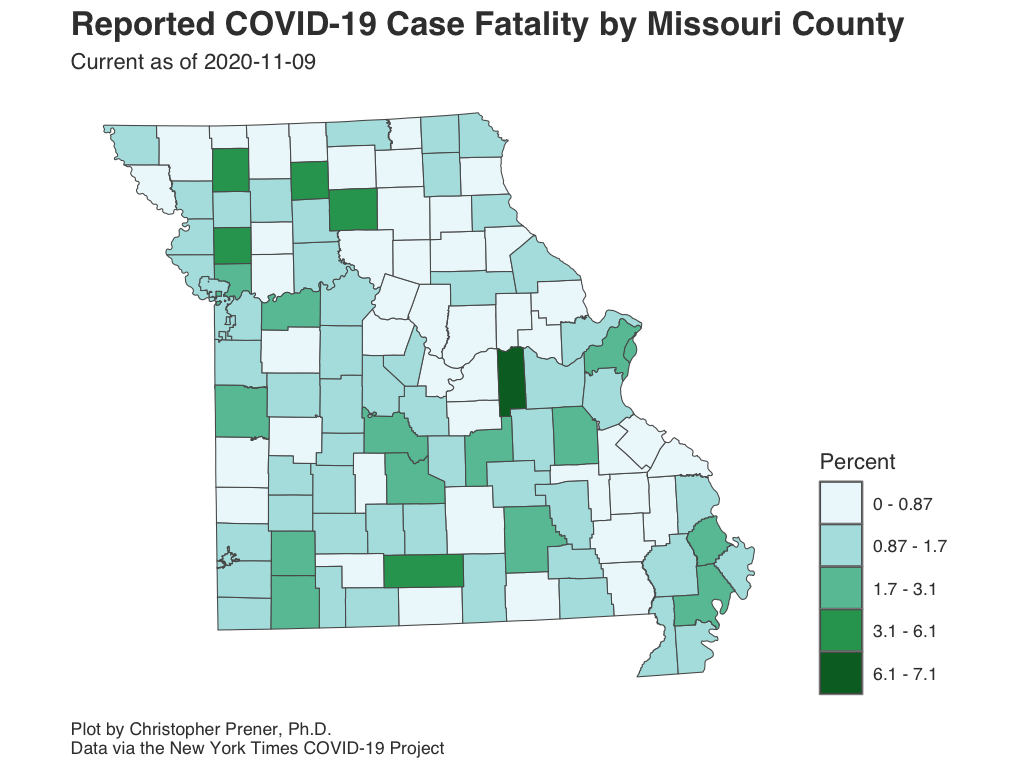 Reported COVID-19 Case Fatality by Missouri County
Current as of 2020-11-09
Percent
0 - 0.87
0.87 - 1.7
1.7 - 3.1
3.1 - 6.1
6.1 - 7.1
Plot by Christopher Prener, Ph.D.
Data via the New York Times COVID-19 Project